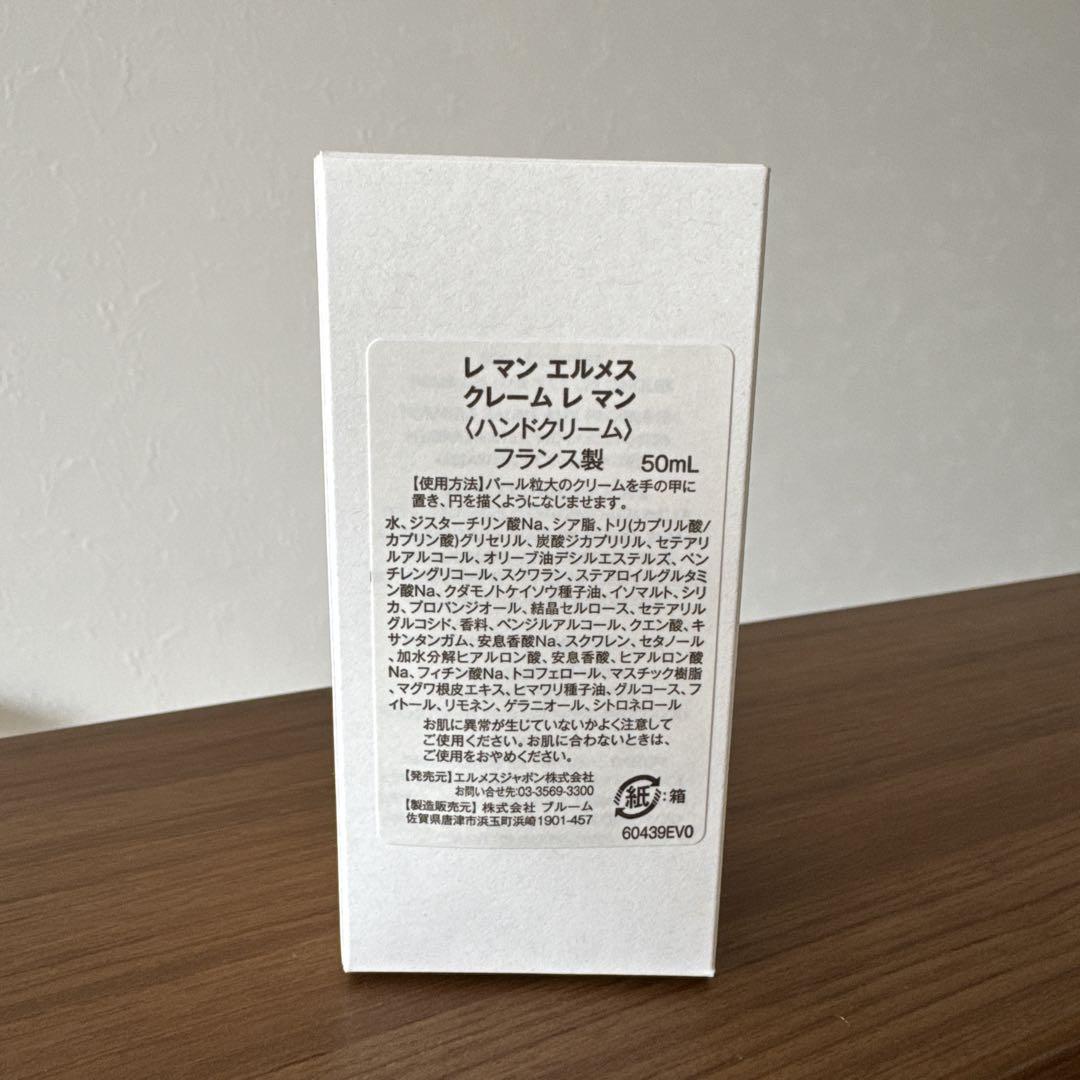 レ マン エルメス
クレーム レ マン
〈ハンドクリーム〉
フランス製 50mL
【使用方法】パール粒大のクリームを手の甲に
置き、円を描くようになじませます。
水、ジステアリン酸Na、シア脂、トリ(カプリル酸/
カプリン酸)グリセリル、炭酸ジカプリリル、セテアリ
ルアルコール、オリーブ油デシルエステルズ、ペン
チレングリコール、スクワラン、ステアロイルグルタミ
ン酸Na、クダモノトケイソウ種子油、イソマルト、シリ
カ、プロパンジオール、結晶セルロース、セテアリル
グルコシド、香料、ベンジルアルコール、クエン酸、キ
サンタンガム、安息香酸Na、スクワレン、セタノール
、加水分解ヒアルロン酸、安息香酸、ヒアルロン酸
Na、フィチン酸Na、トコフェロール、マスチック樹脂
、マグワ根皮エキス、ヒマワリ種子油、グルコース、フ
ィトール、リモネン、ゲラニオール、シトロネロール
お肌に異常が生じていないかよく注意して
ご使用ください。お肌に合わないときは、
ご使用をおやめください。
【発売元】エルメスジャポン株式会社
お問い合せ先:03-3569-3300
【製造販売元】株式会社 ブルーム
佐賀県唐津市浜玉町浜崎1901-457
紙:箱
60439EV0